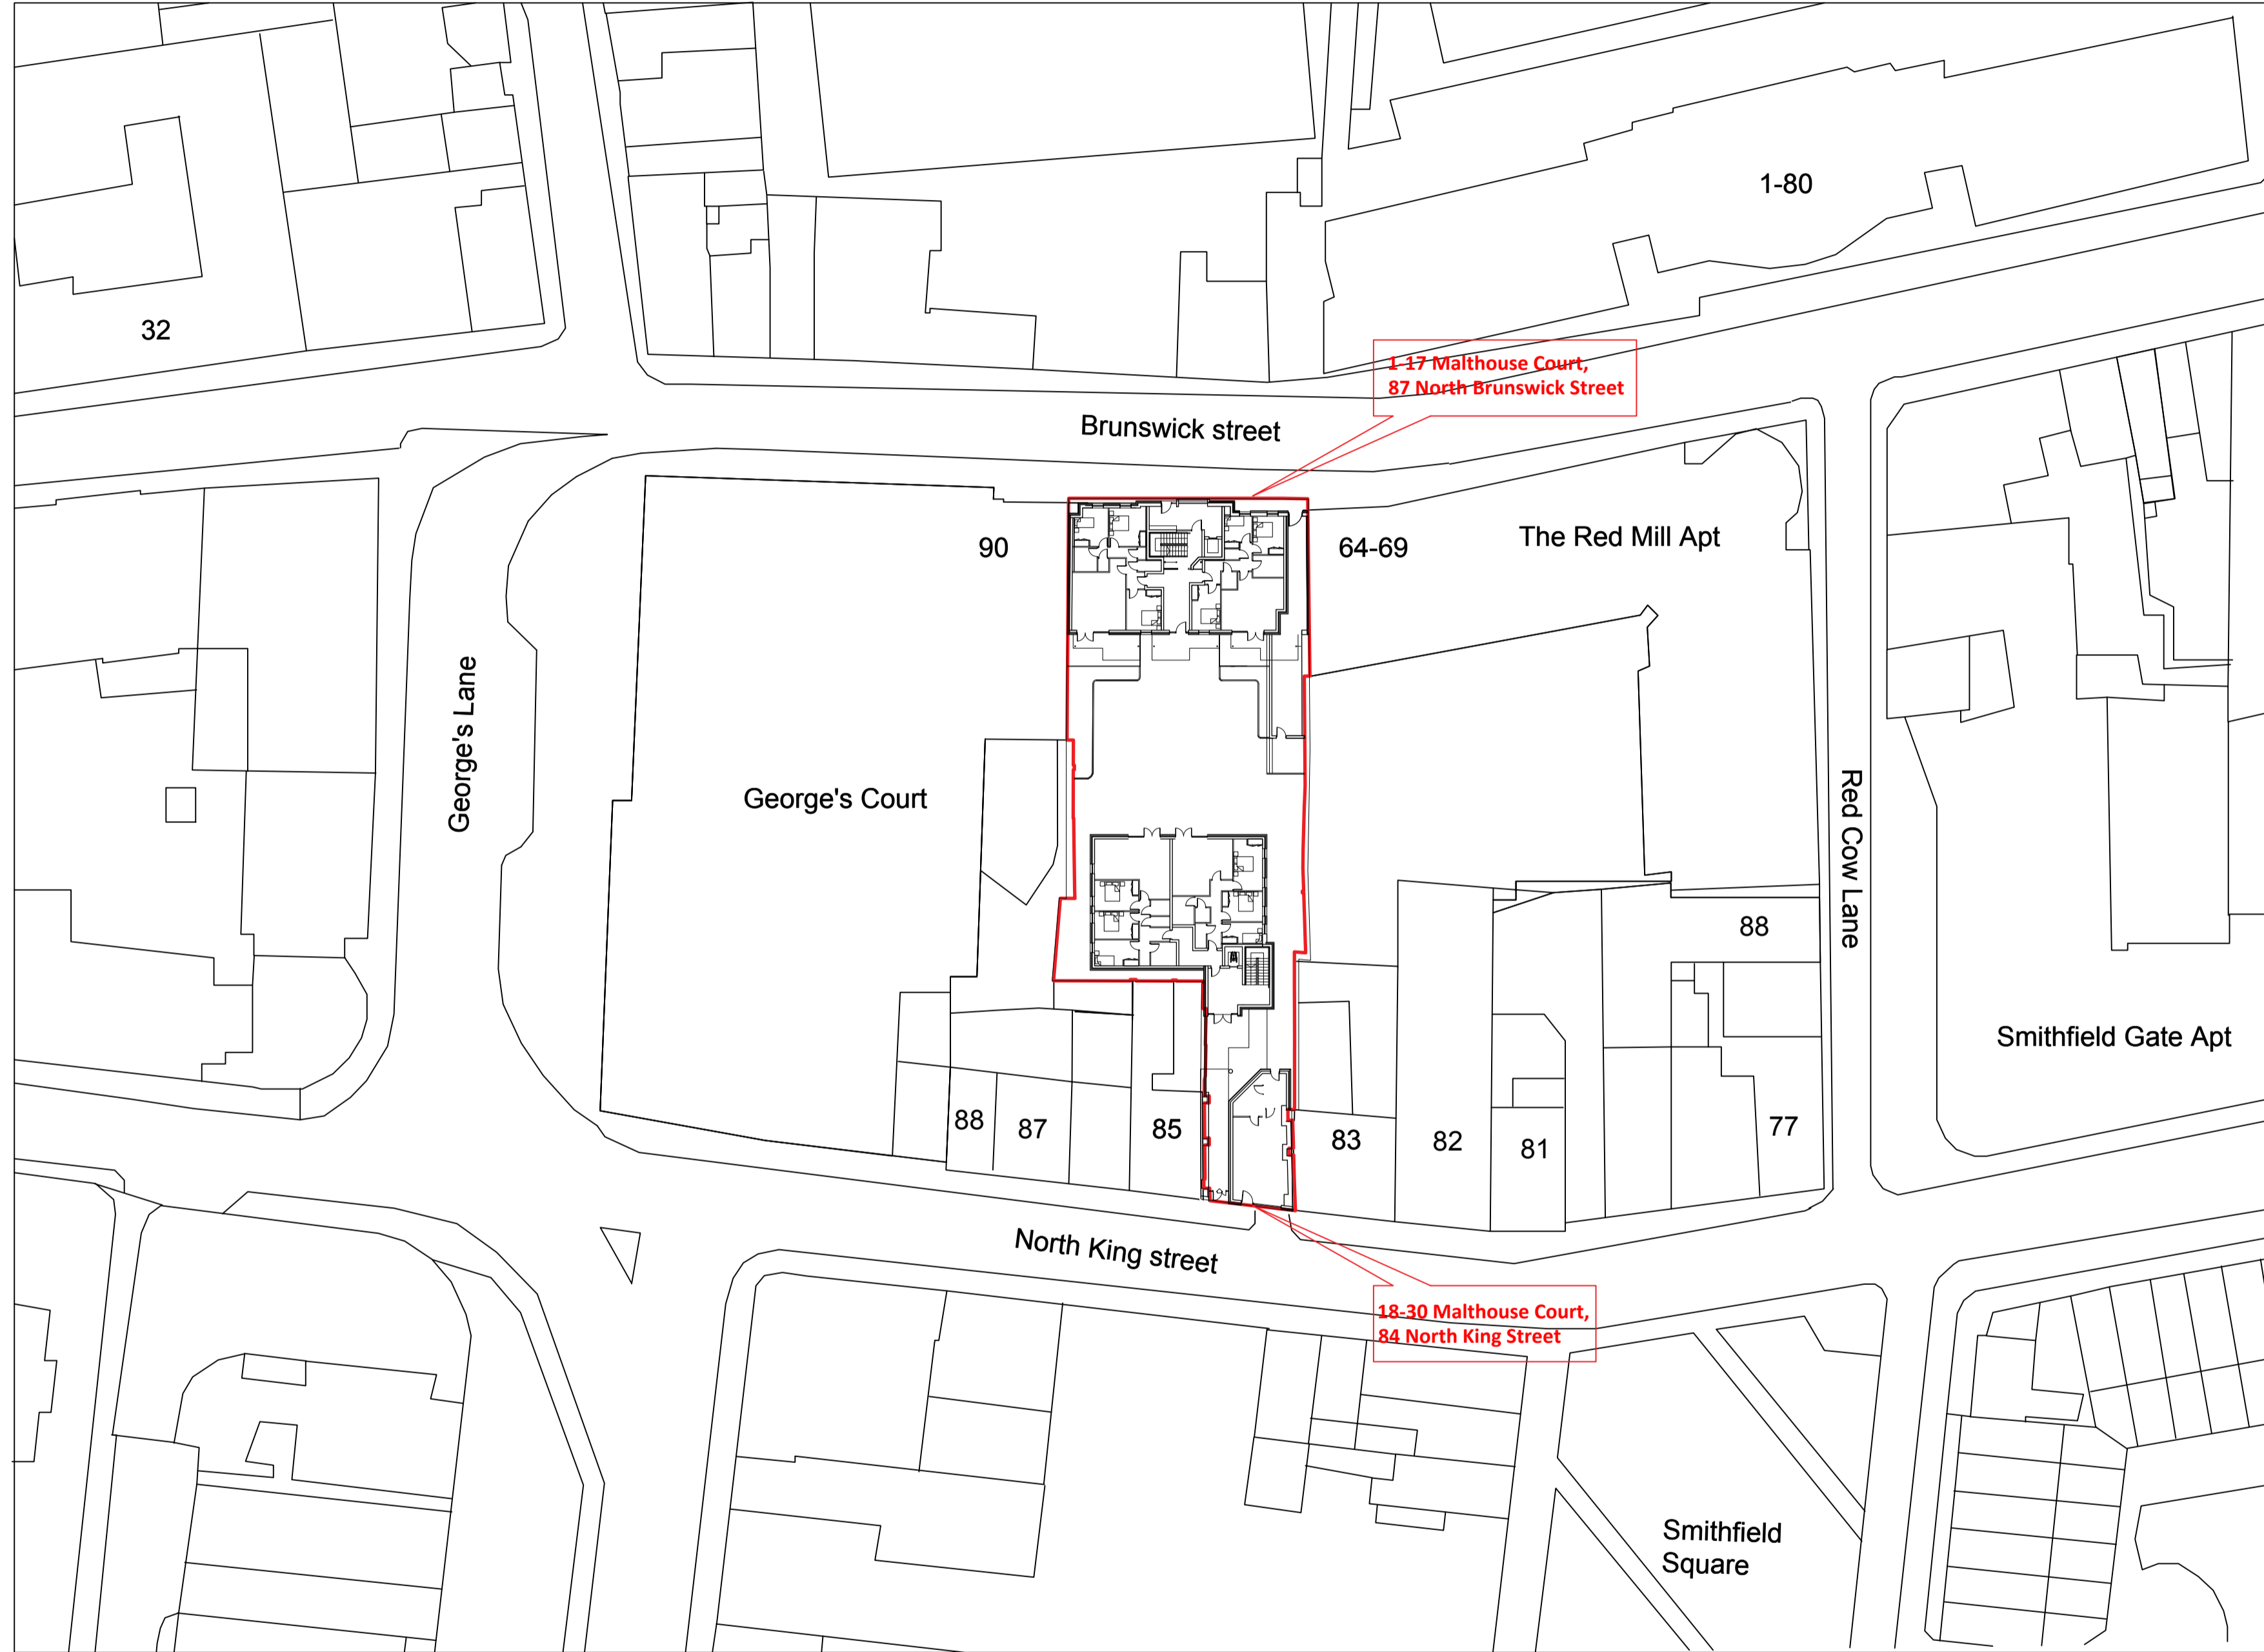 1-80
32
1-17 Malthouse Court,
87 North Brunswick Street
Brunswick street
90
64-69
The Red Mill Apt
George's Lane
George's Court
Red Cow Lane
88
Smithfield Gate Apt
88
87
85
83
82
81
77
North King street
18-30 Malthouse Court,
84 North King Street
Smithfield
Square